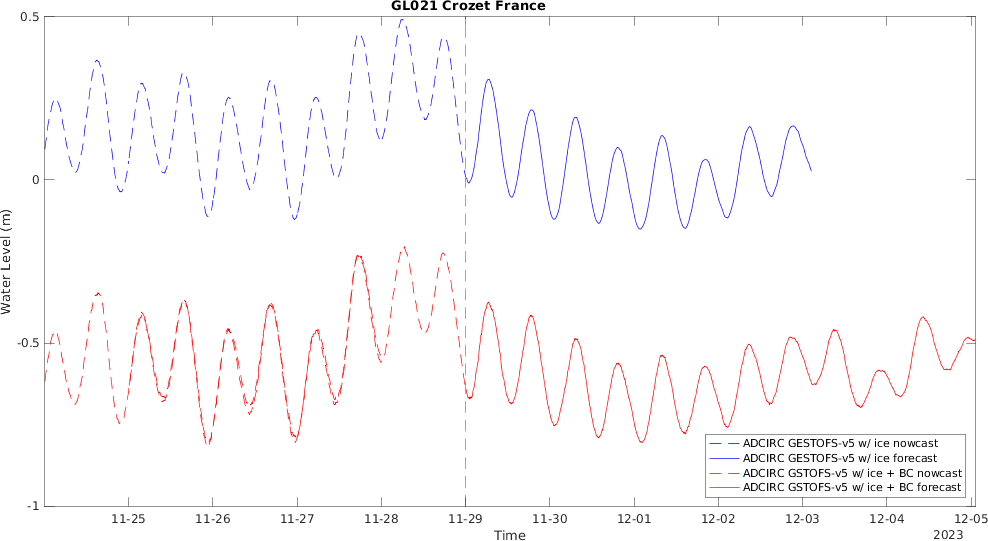 GL021 Crozet France
0.5
0
-0.5
-1
Water Level (m)
11-25
11-26
11-27
11-28
11-29
11-30
12-01
12-02
12-03
12-04
12-05
Time
2023
ADCIRC GESTOFS-v5 w/ ice nowcast
ADCIRC GESTOFS-v5 w/ ice forecast
ADCIRC GSTOFS-v5 w/ ice + BC nowcast
ADCIRC GSTOFS-v5 w/ ice + BC forecast